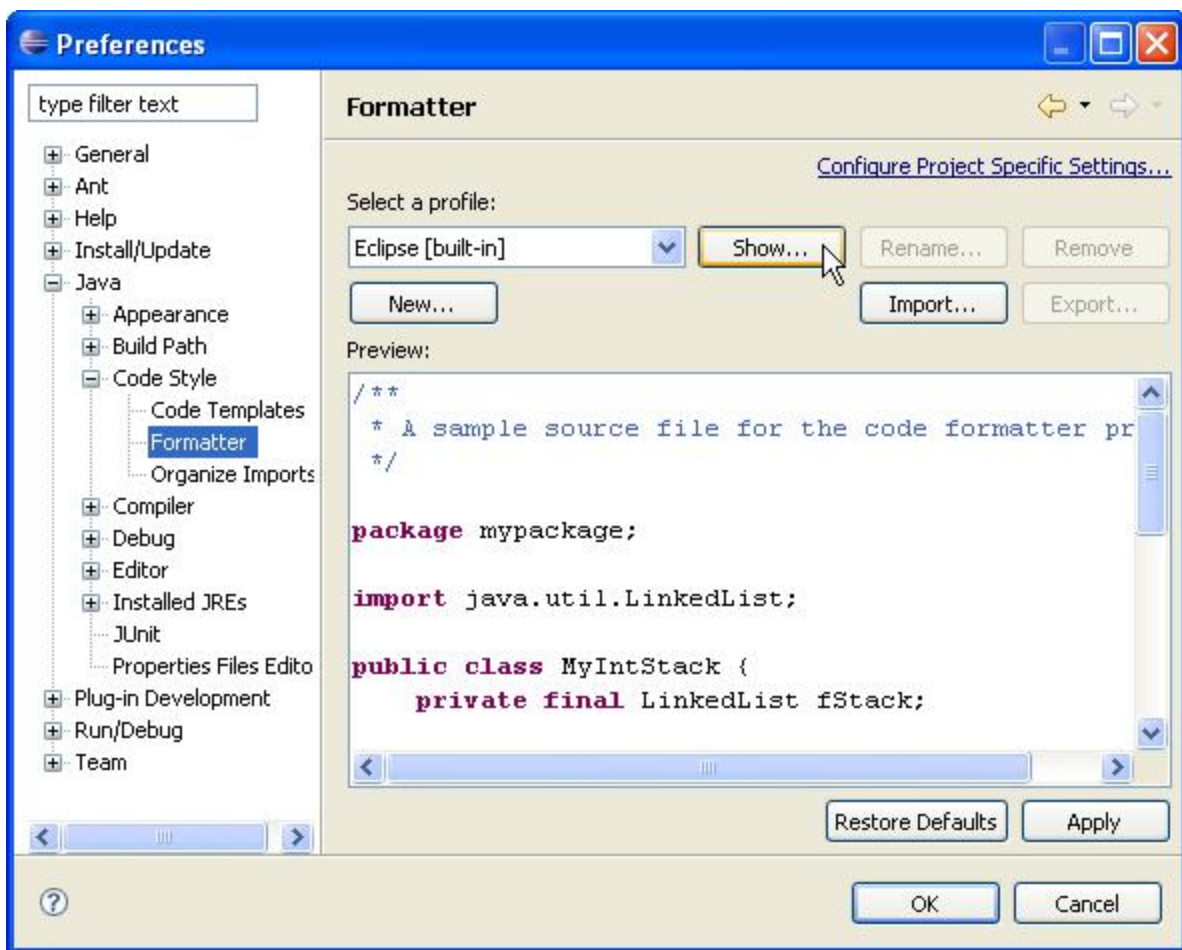 Preferences
type filter text
General
Ant
Help
Install/Update
Java
Appearance
Build Path
Code Style
Code Templates
Formatter
Organize Imports
Compiler
Debug
Editor
Installed JREs
JUnit
Properties Files Edito
Plug-in Development
Run/Debug
Team
Formatter
Configure Project Specific Settings...
Select a profile:
Eclipse [built-in] Show... Rename... Remove
New... Import... Export...
Preview:
/**
 * A sample source file for the code formatter pr
 */
package mypackage;
import java.util.LinkedList;
public class MyIntStack {
    private final LinkedList fStack;
Restore Defaults Apply
? OK Cancel